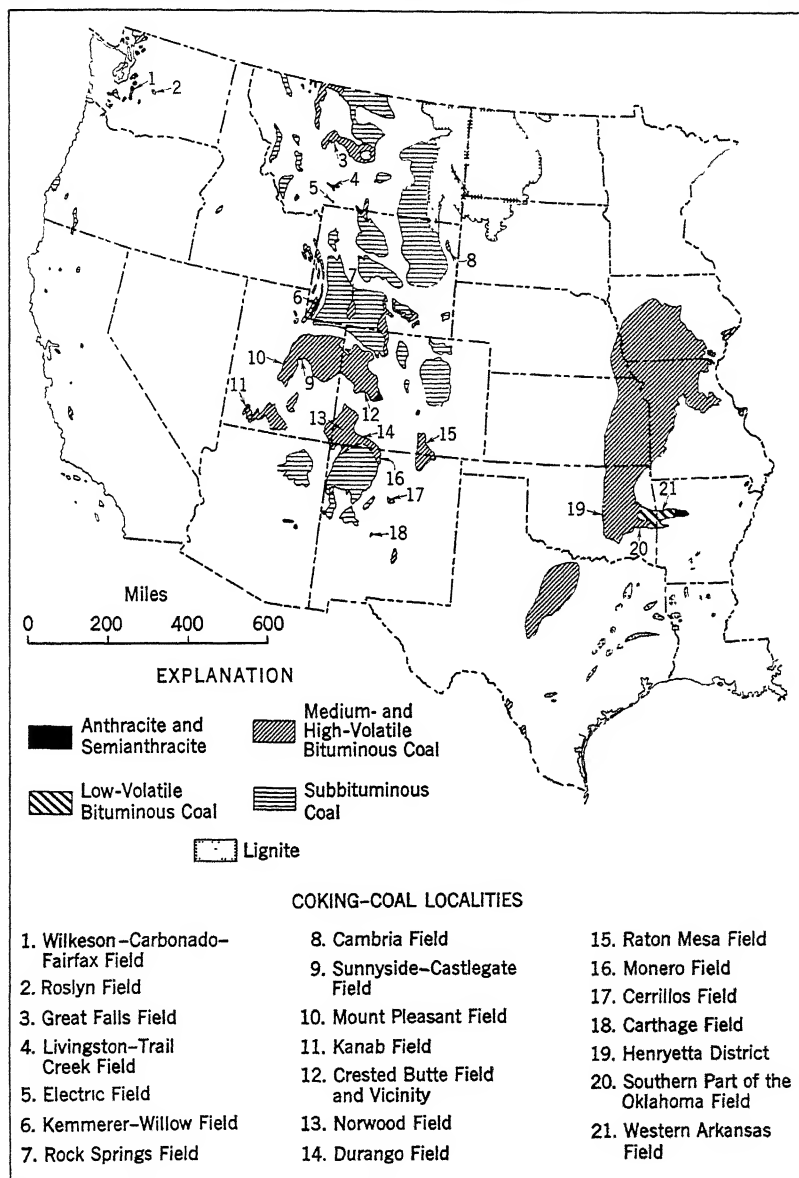 1
2
3
4
5
6
7
8
9
10
11
12
13
14
15
16
17
18
19
20
21
Miles
0 200 400 600
EXPLANATION
Anthracite and
Semianthracite
Medium- and
High-Volatile
Bituminous Coal
Low-Volatile
Bituminous Coal
Subbituminous
Coal
Lignite
COKING-COAL LOCALITIES
1. Wilkeson-Carbonado-
Fairfax Field
2. Roslyn Field
3. Great Falls Field
4. Livingston-Trail
Creek Field
5. Electric Field
6. Kemmerer-Willow Field
7. Rock Springs Field
8. Cambria Field
9. Sunnyside-Castlegate
Field
10. Mount Pleasant Field
11. Kanab Field
12. Crested Butte Field
and Vicinity
13. Norwood Field
14. Durango Field
15. Raton Mesa Field
16. Monero Field
17. Cerrillos Field
18. Carthage Field
19. Henryetta District
20. Southern Part of the
Oklahoma Field
21. Western Arkansas
Field